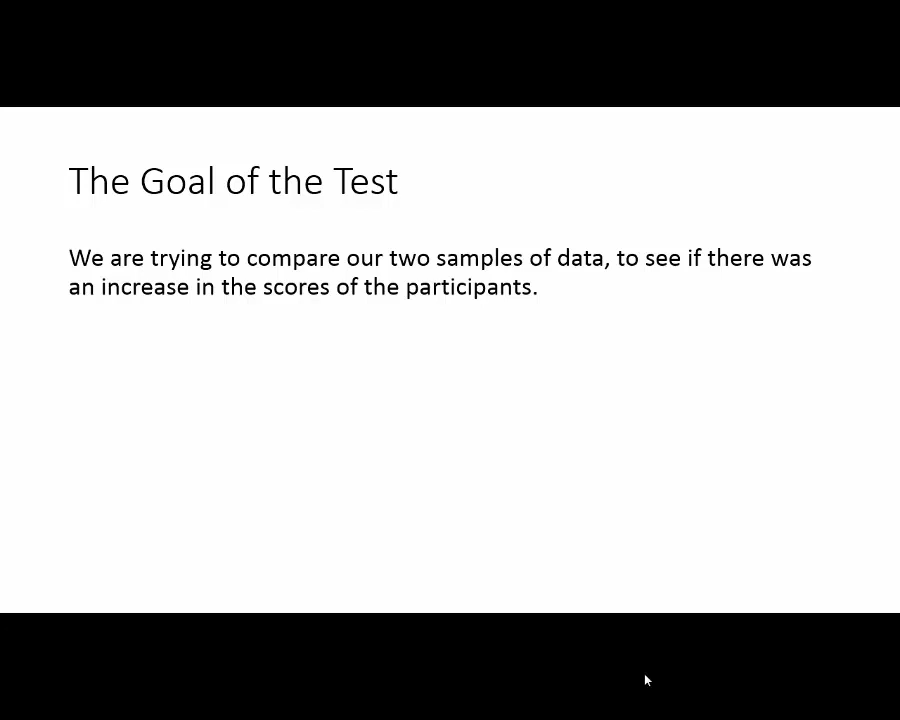 The Goal of the Test
We are trying to compare our two samples of data, to see if there was
an increase in the scores of the participants.